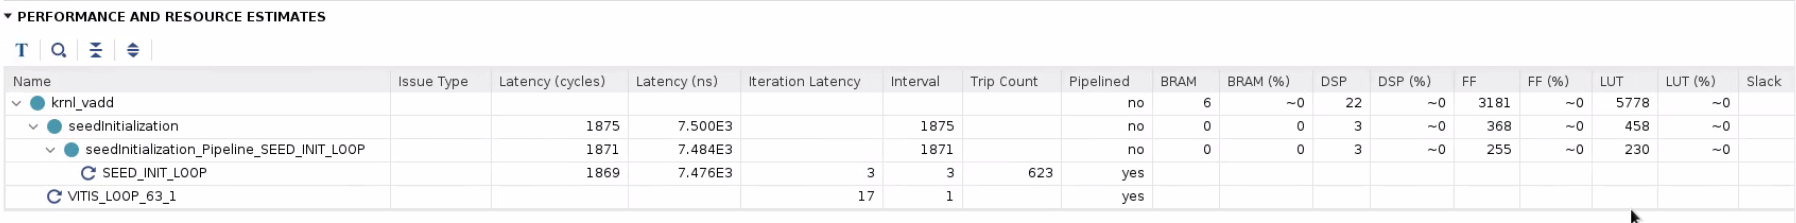 PERFORMANCE AND RESOURCE ESTIMATES
T
Name Issue Type Latency (cycles) Latency (ns) Iteration Latency Interval Trip Count Pipelined BRAM BRAM (%) DSP DSP (%) FF FF (%) LUT LUT (%) Slack
krnl_vadd no 6 ~0 22 ~0 3181 ~0 5778 ~0
seedInitialization 1875 7.500E3 1875 no 0 0 3 ~0 368 ~0 458 ~0
seedInitialization_Pipeline_SEED_INIT_LOOP 1871 7.484E3 1871 no 0 0 3 ~0 255 ~0 230 ~0
SEED_INIT_LOOP 1869 7.476E3 3 3 623 yes
VITIS_LOOP_63_1 17 1 yes